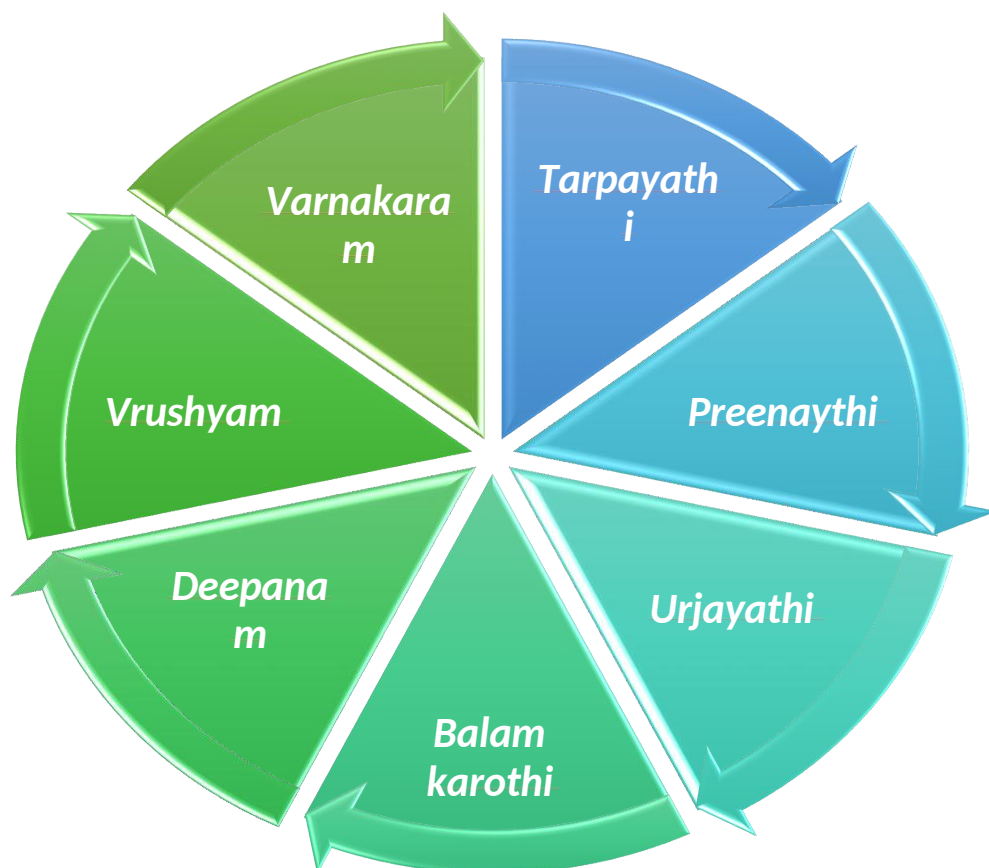 Tarpayath
i
Preenaythi
Urjayathi
Balam
karothi
Deepana
m
Vrushyam
Varnakara
m